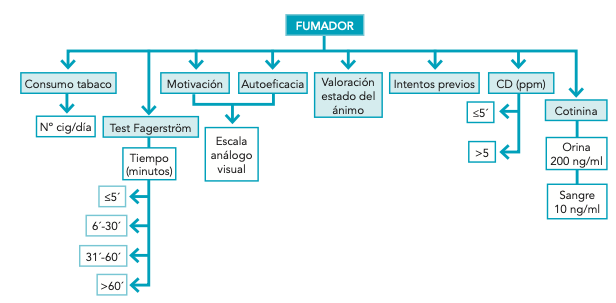 FUMADOR
Consumo tabaco
Motivación
Autoeficacia
Valoración
estado del
ánimo
Intentos previos
CD (ppm)
Nº cig/día
Test Fagerström
Escala
análogo
visual
≤5´
>5
Cotinina
Orina
200 ng/ml
Sangre
10 ng/ml
Tiempo
(minutos)
≤5´
6´-30´
31´-60´
>60´